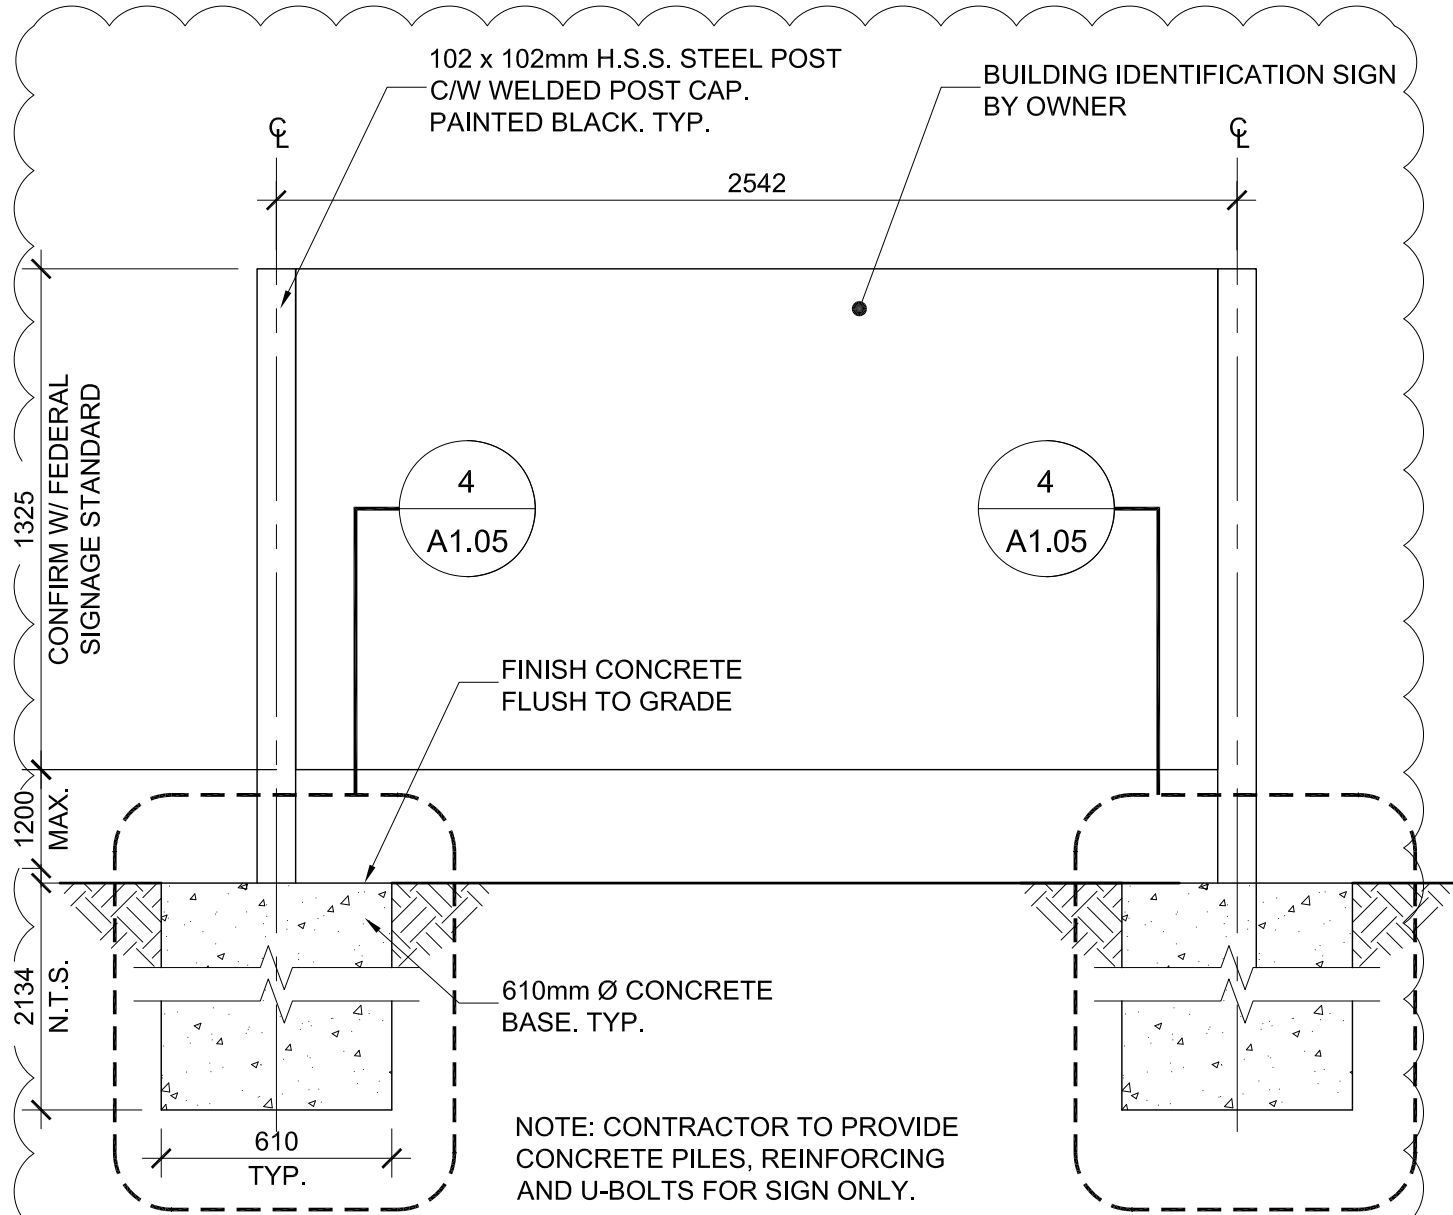 102 x 102mm H.S.S. STEEL POST
C/W WELDED POST CAP.
PAINTED BLACK. TYP.
BUILDING IDENTIFICATION SIGN
BY OWNER
℄
℄
2542
1325
CONFIRM W/ FEDERAL
SIGNAGE STANDARD
4
A1.05
4
A1.05
FINISH CONCRETE
FLUSH TO GRADE
1200
MAX.
2134
N.T.S.
610mm Ø CONCRETE
BASE. TYP.
610
TYP.
NOTE: CONTRACTOR TO PROVIDE
CONCRETE PILES, REINFORCING
AND U-BOLTS FOR SIGN ONLY.